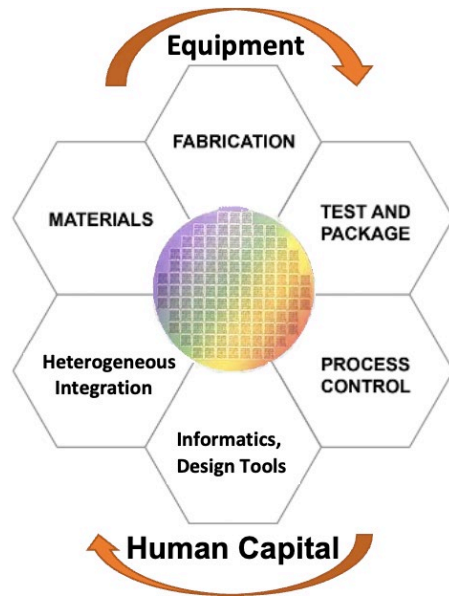 Equipment
FABRICATION
MATERIALS
TEST AND
PACKAGE
Heterogeneous
Integration
PROCESS
CONTROL
Informatics,
Design Tools
Human Capital